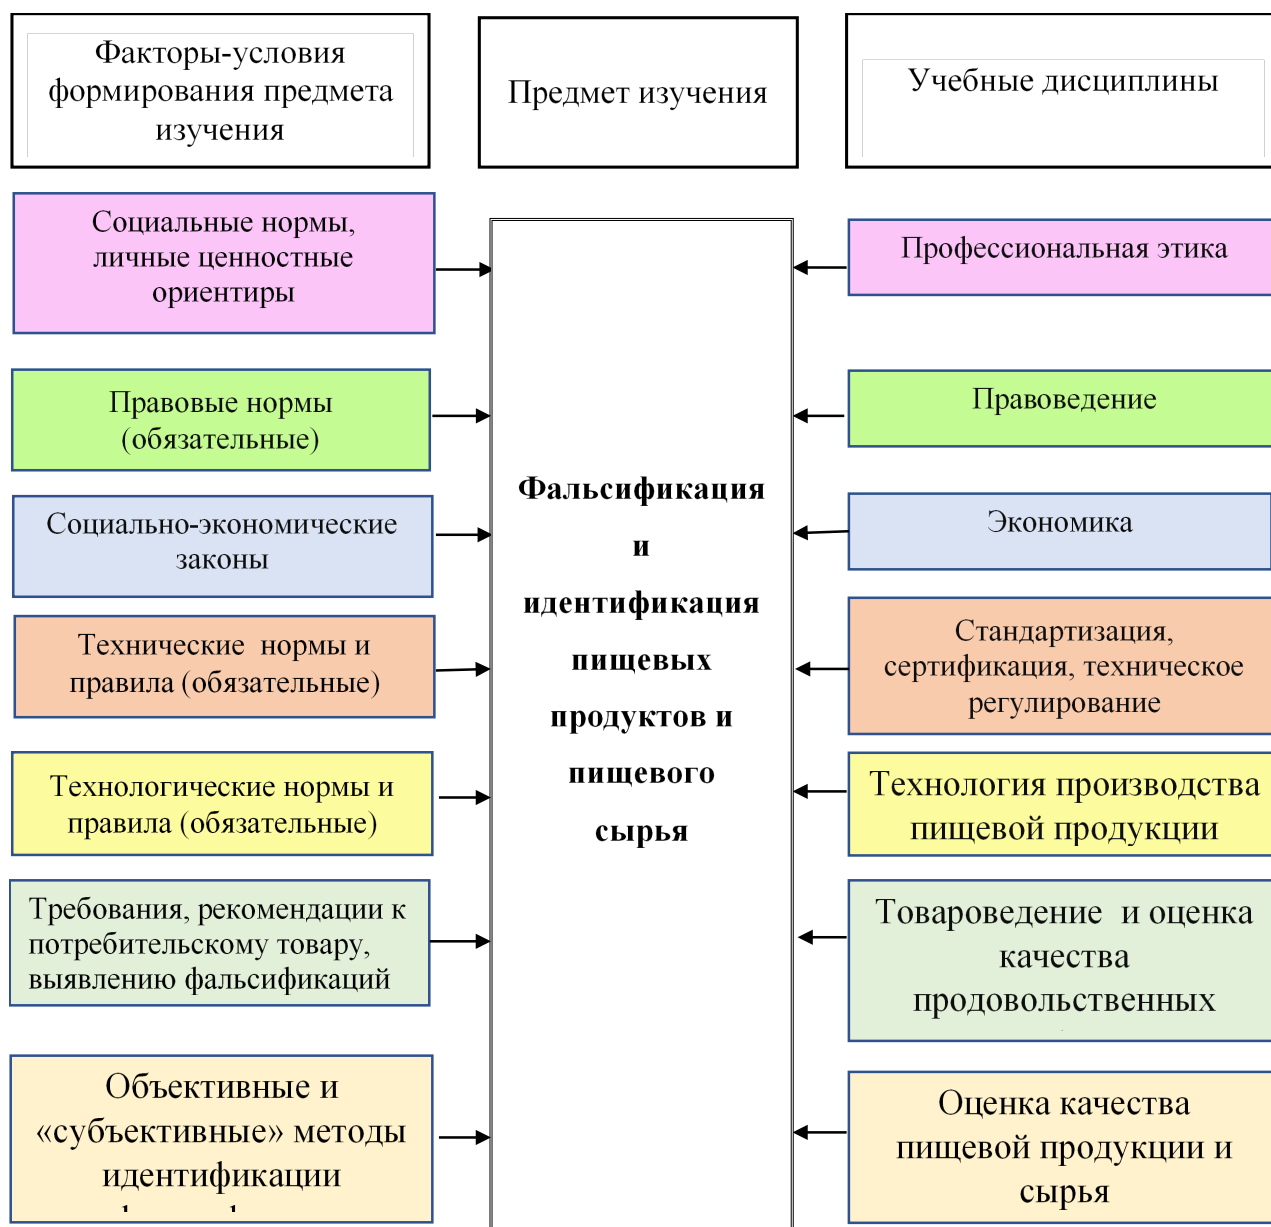 Факторы-условия
формирования предмета
изучения
Предмет изучения
Учебные дисциплины
Социальные нормы,
личные ценностные
ориентиры
Профессиональная этика
Правовые нормы
(обязательные)
Правоведение
Социально-экономические
законы
Экономика
Технические  нормы и
правила (обязательные)
Стандартизация,
сертификация, техническое
регулирование
Технологические нормы и
правила (обязательные)
Технология производства
пищевой продукции
Требования, рекомендации к
потребительскому товару,
выявлению фальсификаций
Товароведение  и оценка
качества
продовольственных
Объективные и
«субъективные» методы
идентификации
Оценка качества
пищевой продукции и
сырья
Фальсификация
и
идентификация
пищевых
продуктов и
пищевого
сырья